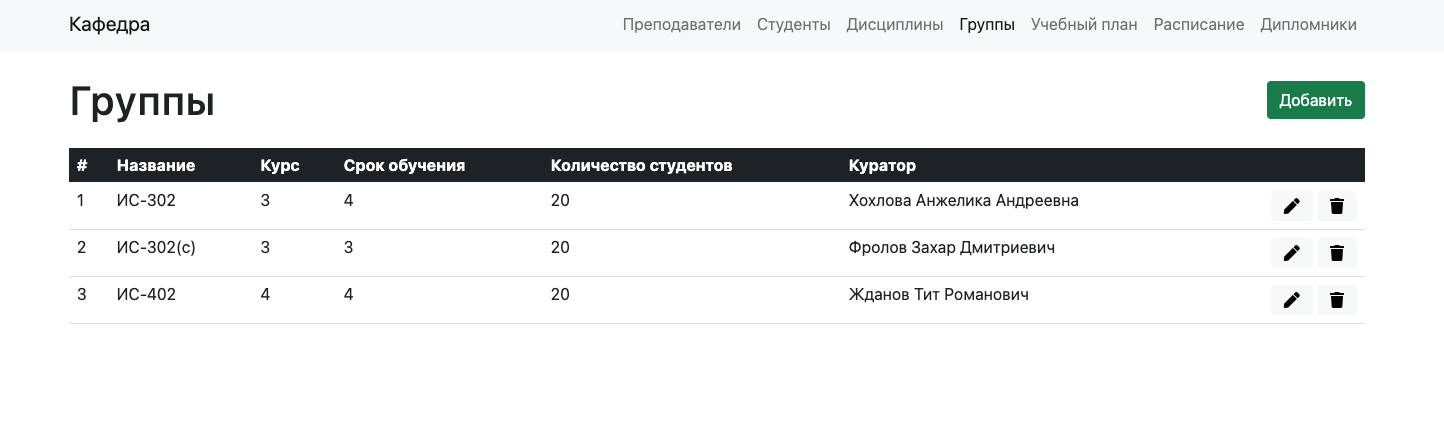 Кафедра Преподаватели Студенты Дисциплины Группы Учебный план Расписание Дипломники
Группы Добавить
# Название Курс Срок обучения Количество студентов Куратор
1 ИС-302 3 4 20 Хохлова Анжелика Андреевна
2 ИС-302(с) 3 3 20 Фролов Захар Дмитриевич
3 ИС-402 4 4 20 Жданов Тит Романович